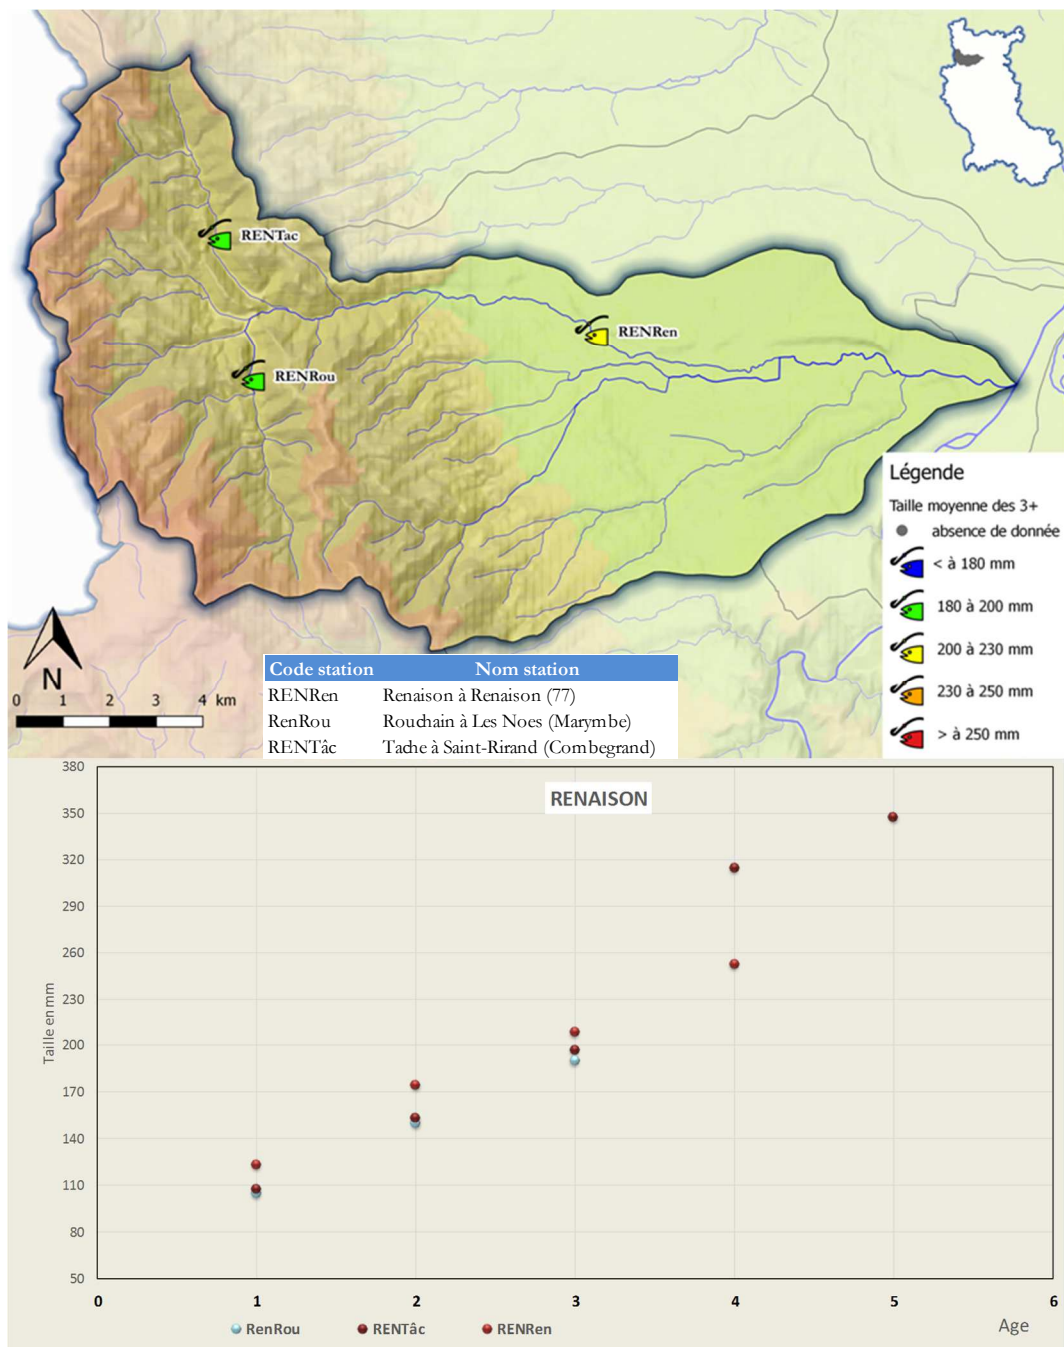 RENTac
RENRen
RENRou
Légende
Taille moyenne des 3+
absence de donnée
< à 180 mm
180 à 200 mm
200 à 230 mm
230 à 250 mm
> à 250 mm
N
0 1 2 3 4 km
Code station Nom station
RENRen Renaison à Renaison (77)
RenRou Rouchain à Les Noes (Marymbe)
RENTâc Tache à Saint-Rirand (Combegrand)
RENAISON
380
350
320
290
260
230
200
170
140
110
80
50
Taille en mm
0 1 2 3 4 5 6
RenRou RENTâc RENRen
Age